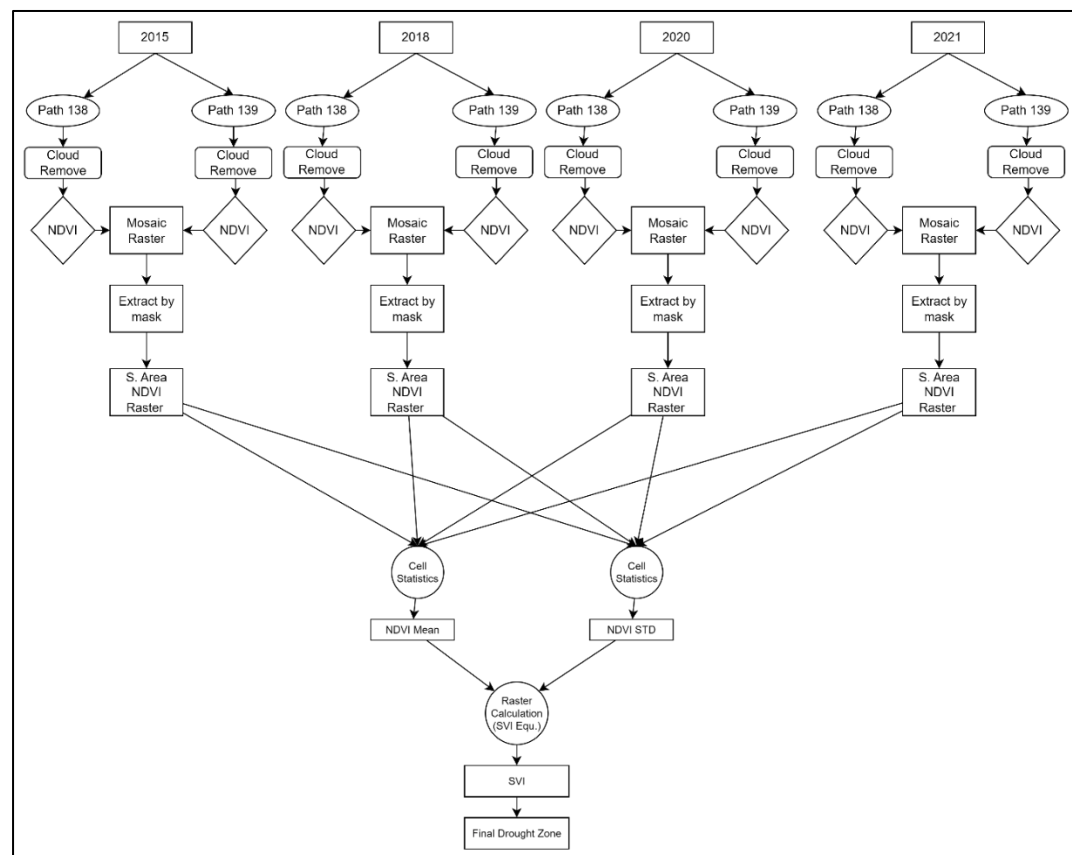 2015
2018
2020
2021
Path 138
Path 139
Path 138
Path 139
Path 138
Path 139
Path 138
Path 139
Cloud
Remove
Cloud
Remove
Cloud
Remove
Cloud
Remove
Cloud
Remove
Cloud
Remove
Cloud
Remove
Cloud
Remove
NDVI
Mosaic
Raster
NDVI
NDVI
Mosaic
Raster
NDVI
NDVI
Mosaic
Raster
NDVI
NDVI
Mosaic
Raster
NDVI
Extract by
mask
Extract by
mask
Extract by
mask
Extract by
mask
S. Area
NDVI
Raster
S. Area
NDVI
Raster
S. Area
NDVI
Raster
S. Area
NDVI
Raster
Cell
Statistics
Cell
Statistics
NDVI Mean
NDVI STD
Raster
Calculation
(SVI Equ.)
SVI
Final Drought Zone